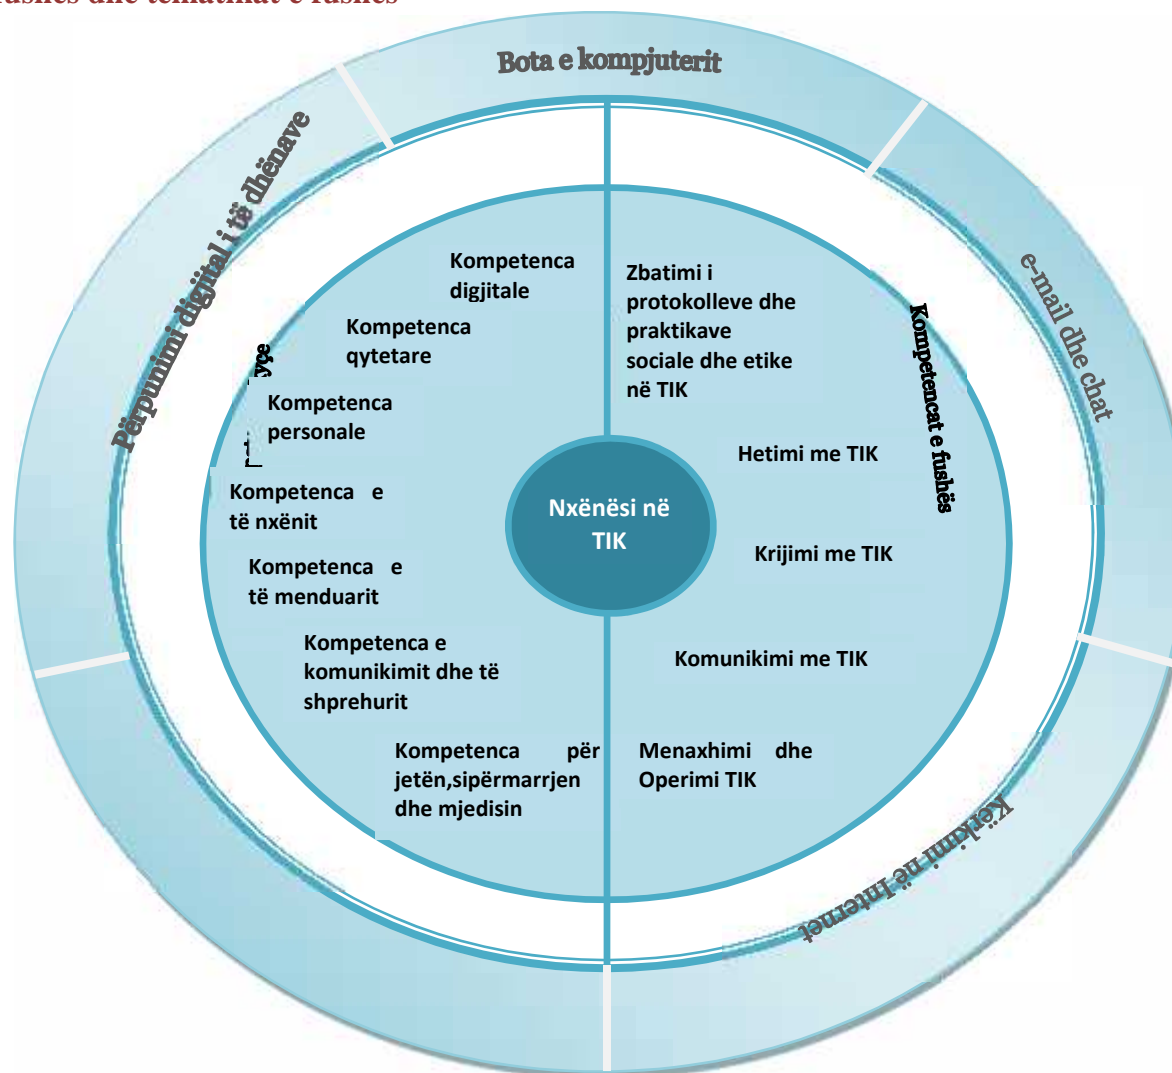 dhe tematikat e fushës
Bota e kompjuterit
Përpunimi digjital i të dhënave
e-mail dhe chat
Kërkimi në Internet
Kompetencat e fushës
Kompetenca
digjitale
Kompetenca
qytetare
Kompetenca
personale
Kompetenca e
të nxënit
Kompetenca e
të menduarit
Kompetenca e
komunikimit dhe të
shprehurit
Kompetenca për
jetën,sipërmarrjen
dhe mjedisin
Nxënësi në
TIK
Zbatimi i
protokolleve dhe
praktikave
sociale dhe etike
në TIK
Hetimi me TIK
Krijimi me TIK
Komunikimi me TIK
Menaxhimi dhe
Operimi TIK